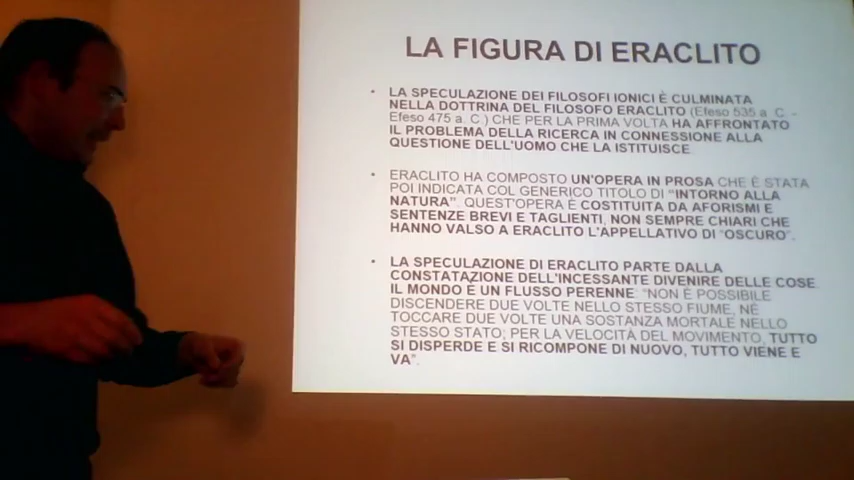 LA FIGURA DI ERACLITO
• LA SPECULAZIONE DEI FILOSOFI IONICI È CULMINATA
NELLA DOTTRINA DEL FILOSOFO ERACLITO (Efeso 535 a. C. -
Efeso 475 a. C.) CHE PER LA PRIMA VOLTA HA AFFRONTATO
IL PROBLEMA DELLA RICERCA IN CONNESSIONE ALLA
QUESTIONE DELL'UOMO CHE LA ISTITUISCE.
• ERACLITO HA COMPOSTO UN'OPERA IN PROSA CHE È STATA
POI INDICATA COL GENERICO TITOLO DI "INTORNO ALLA
NATURA". QUEST'OPERA È COSTITUITA DA AFORISMI E
SENTENZE BREVI E TAGLIENTI, NON SEMPRE CHIARI CHE
HANNO VALSO A ERACLITO L'APPELLATIVO DI "OSCURO".
• LA SPECULAZIONE DI ERACLITO PARTE DALLA
CONSTATAZIONE DELL'INCESSANTE DIVENIRE DELLE COSE.
IL MONDO È UN FLUSSO PERENNE: "NON È POSSIBILE
DISCENDERE DUE VOLTE NELLO STESSO FIUME, NÉ
TOCCARE DUE VOLTE UNA SOSTANZA MORTALE NELLO
STESSO STATO; PER LA VELOCITÀ DEL MOVIMENTO, TUTTO
SI DISPERDE E SI RICOMPONE DI NUOVO, TUTTO VIENE E
VA".